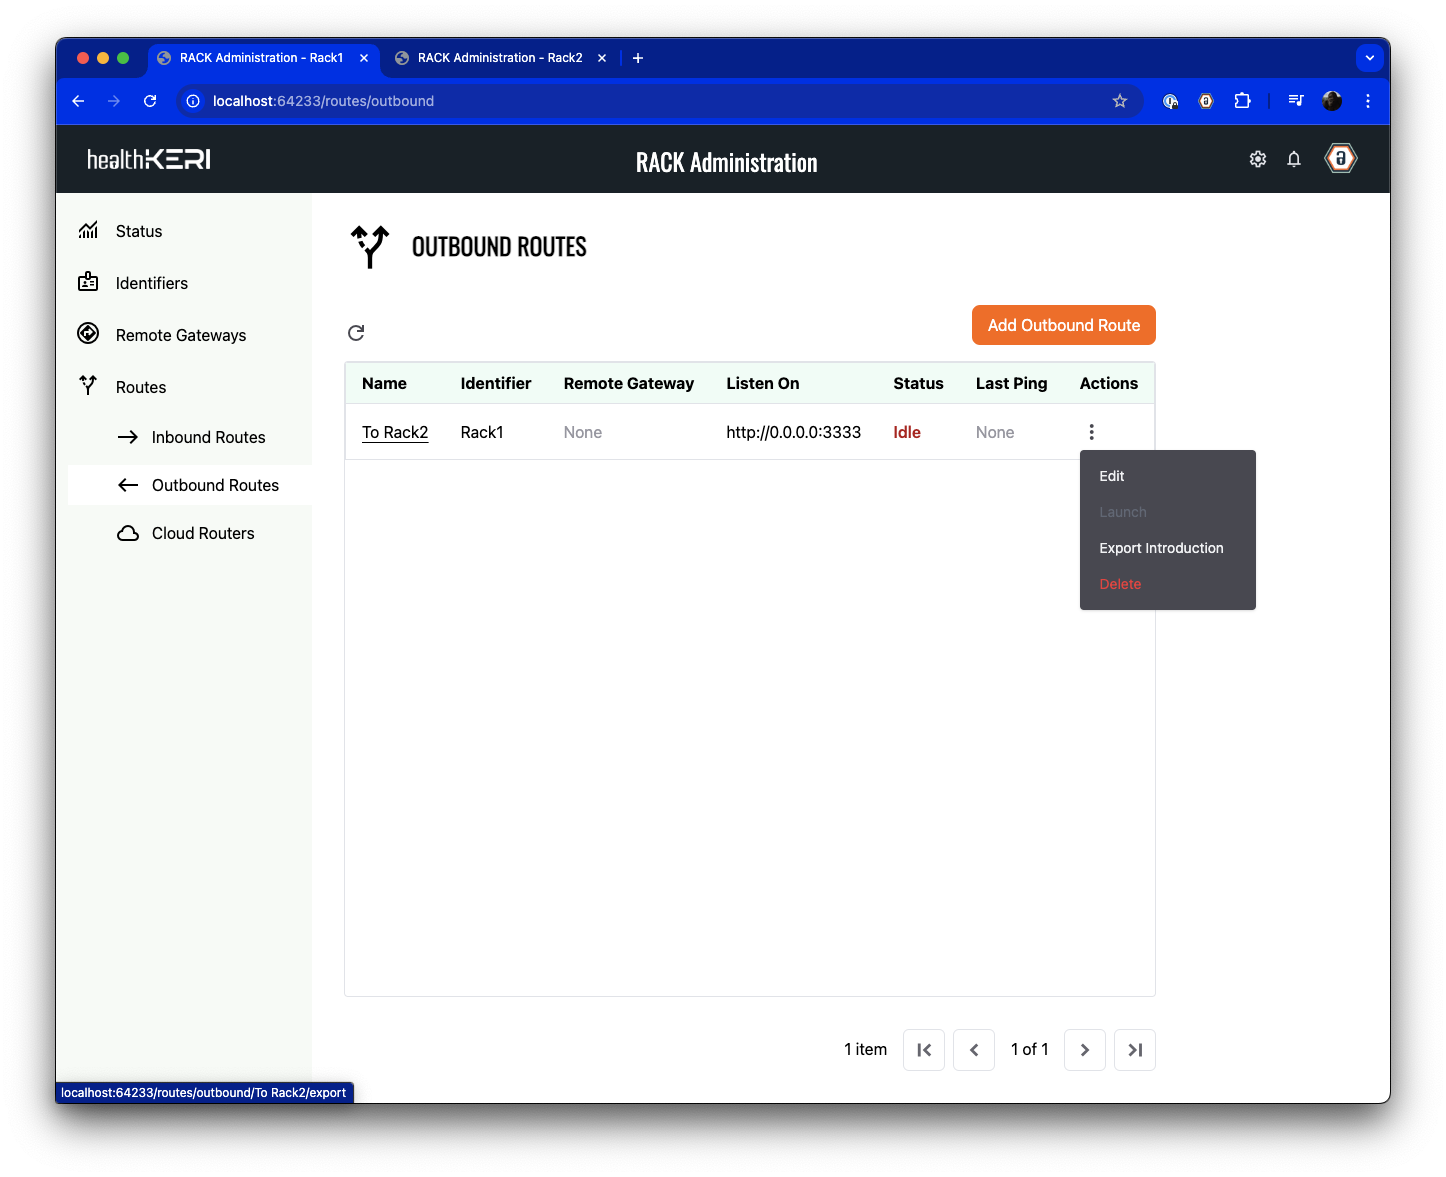 RACK Administration - Rack1
RACK Administration - Rack2
localhost:64233/routes/outbound
healthKERI
RACK Administration
Status
Identifiers
Remote Gateways
Routes
Inbound Routes
Outbound Routes
Cloud Routers
OUTBOUND ROUTES
Add Outbound Route
Name Identifier Remote Gateway Listen On Status Last Ping Actions
To Rack2 Rack1 None http://0.0.0.0:3333 Idle None
Edit
Launch
Export Introduction
Delete
1 item 1 of 1
localhost:64233/routes/outbound/To Rack2/export